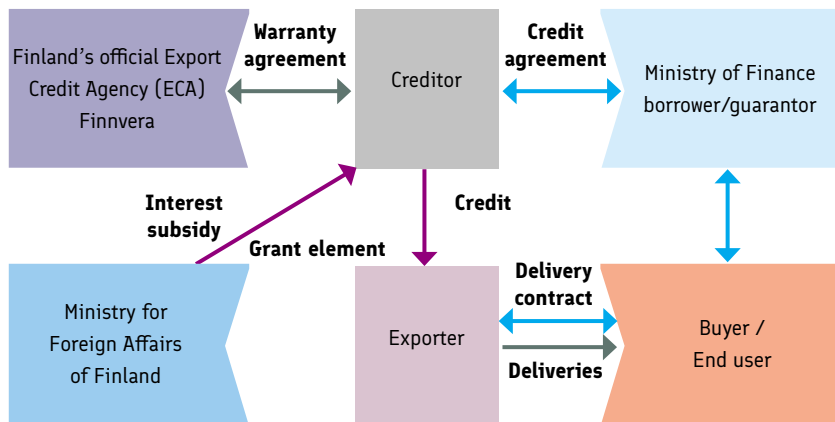 Finland's official Export
Credit Agency (ECA)
Finnvera
Warranty
agreement
Creditor
Credit
agreement
Ministry of Finance
borrower/guarantor
Interest
subsidy
Grant element
Credit
Ministry for
Foreign Affairs
of Finland
Exporter
Delivery
contract
Deliveries
Buyer /
End user